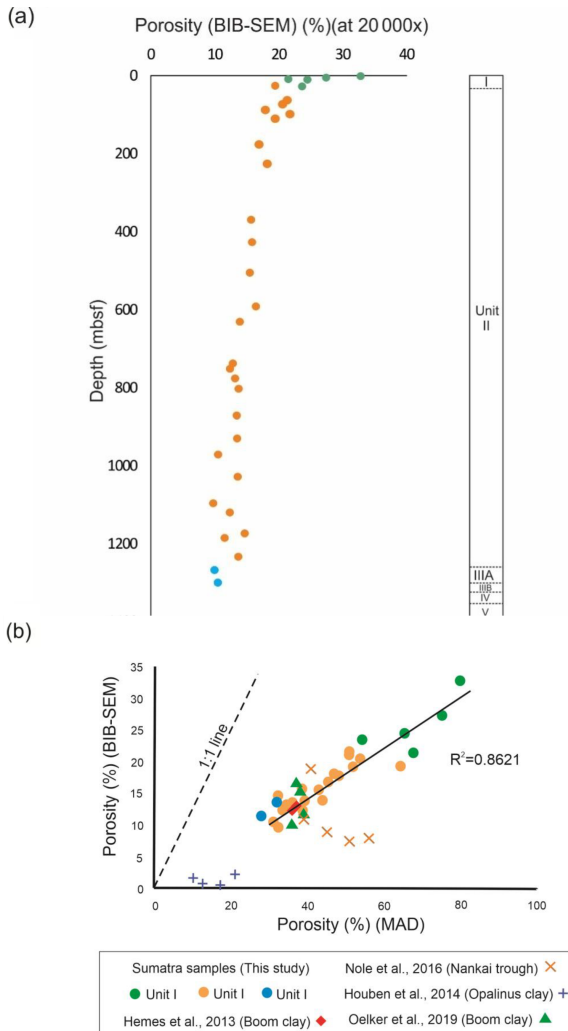 (a)
Porosity (BIB-SEM) (%)(at 20 000x)
0 10 20 30 40
0
200
400
600
800
1000
1200
Depth (mbsf)
I
Unit
II
IIIA
IIIB
IV
V
(b)
35
30
25
20
15
10
5
0
Porosity (%) (BIB-SEM)
1:1 line
R²=0.8621
0 20 40 60 80 100
Porosity (%) (MAD)
Sumatra samples (This study) Nole et al., 2016 (Nankai trough)
Unit I Unit I Unit I Houben et al., 2014 (Opalinus clay)
Hemes et al., 2013 (Boom clay) Oelker et al., 2019 (Boom clay)